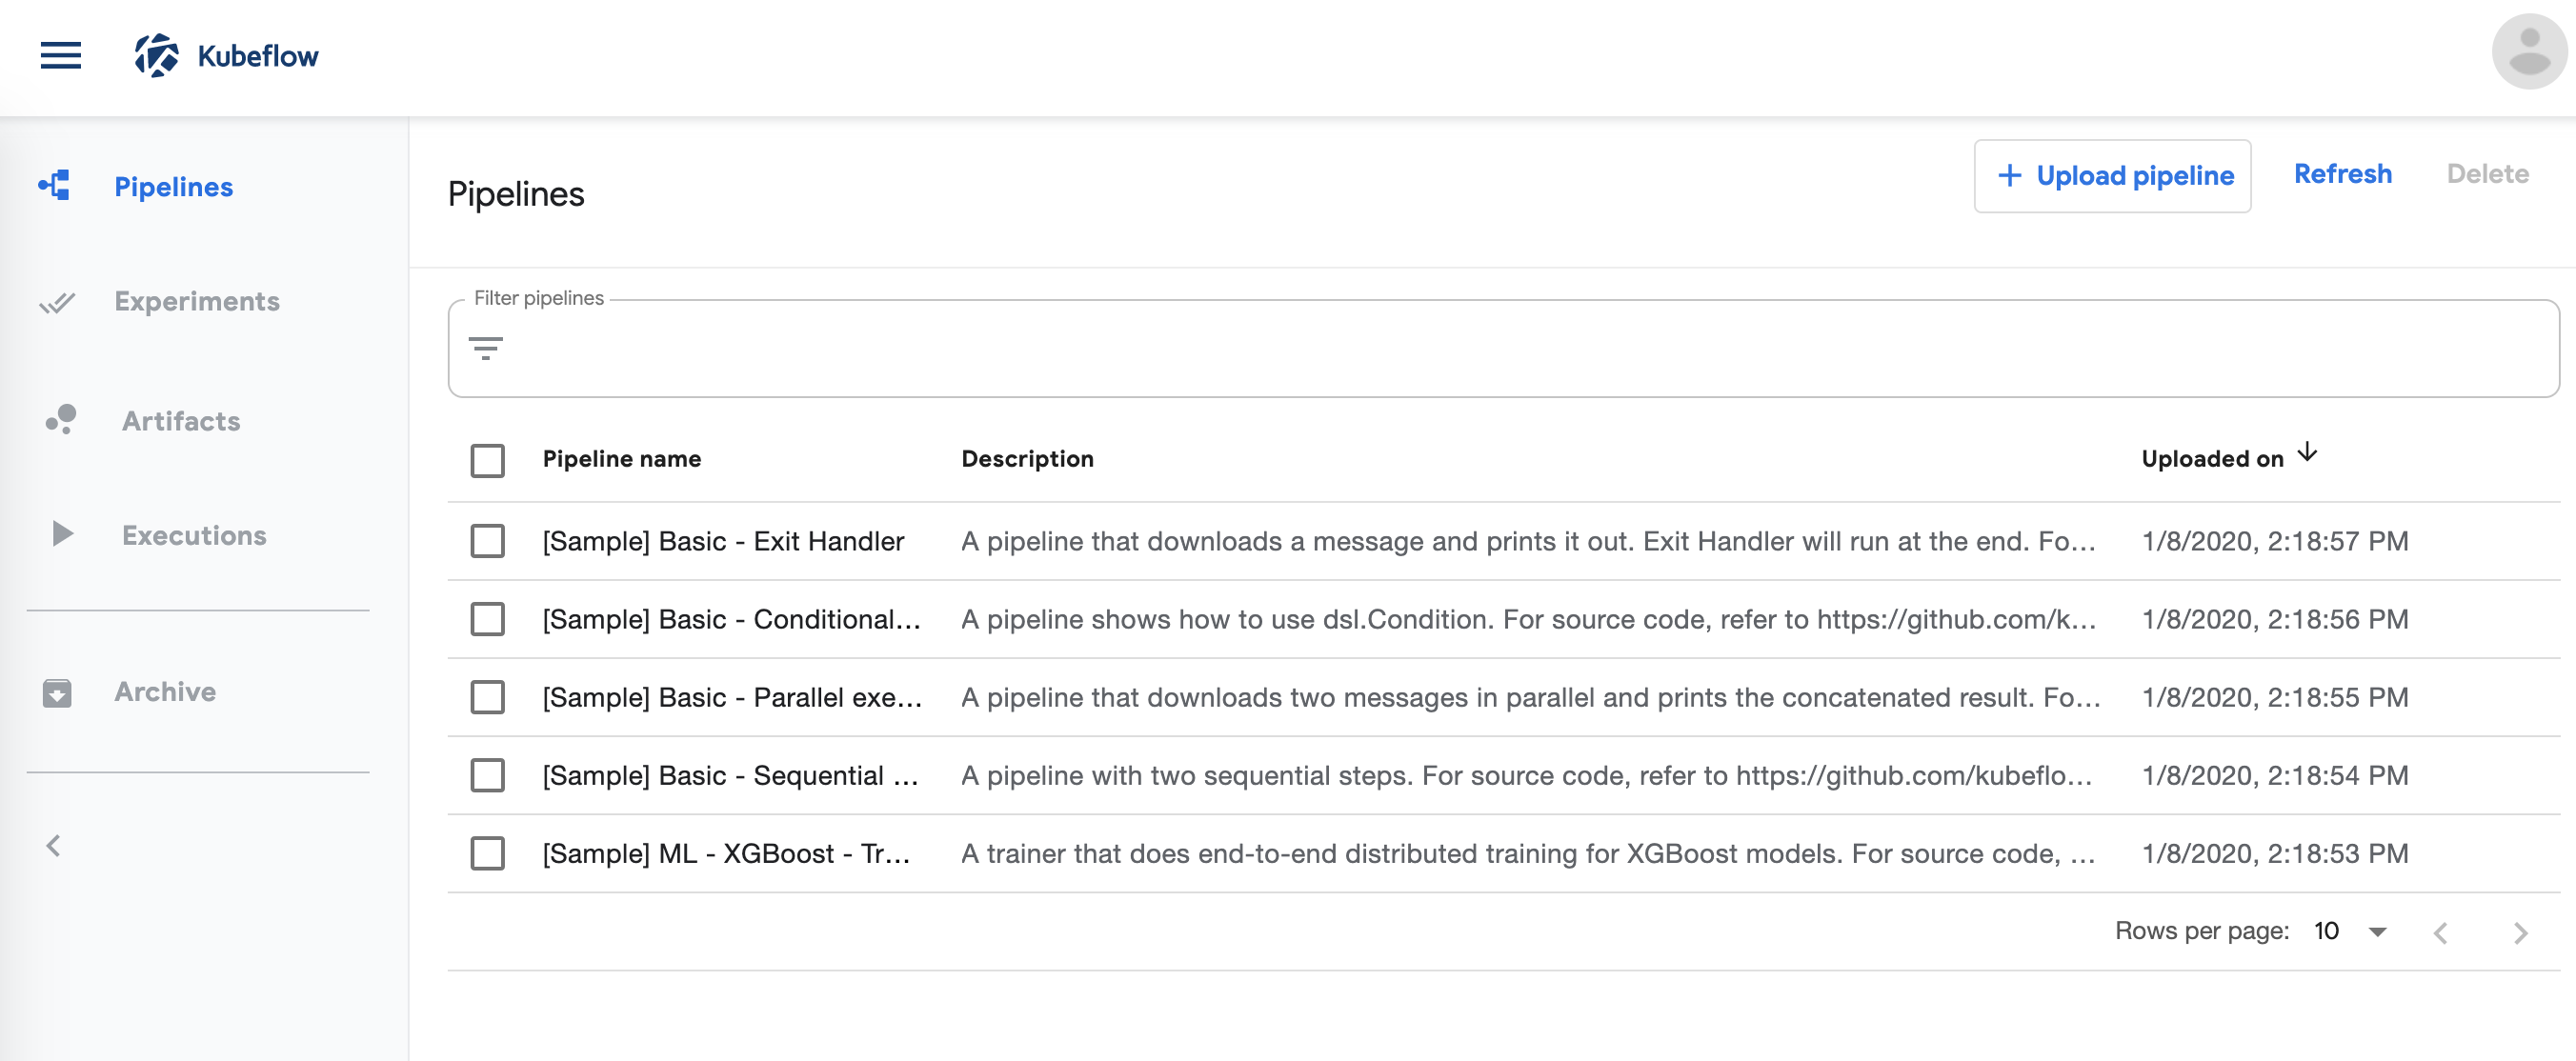 Kubeflow
Pipelines
Experiments
Artifacts
Executions
Archive
Pipelines
+ Upload pipeline Refresh Delete
Filter pipelines
Pipeline name Description Uploaded on
[Sample] Basic - Exit Handler A pipeline that downloads a message and prints it out. Exit Handler will run at the end. Fo... 1/8/2020, 2:18:57 PM
[Sample] Basic - Conditional... A pipeline shows how to use dsl.Condition. For source code, refer to https://github.com/k... 1/8/2020, 2:18:56 PM
[Sample] Basic - Parallel exe... A pipeline that downloads two messages in parallel and prints the concatenated result. Fo... 1/8/2020, 2:18:55 PM
[Sample] Basic - Sequential ... A pipeline with two sequential steps. For source code, refer to https://github.com/kubeflo... 1/8/2020, 2:18:54 PM
[Sample] ML - XGBoost - Tr... A trainer that does end-to-end distributed training for XGBoost models. For source code, ... 1/8/2020, 2:18:53 PM
Rows per page: 10